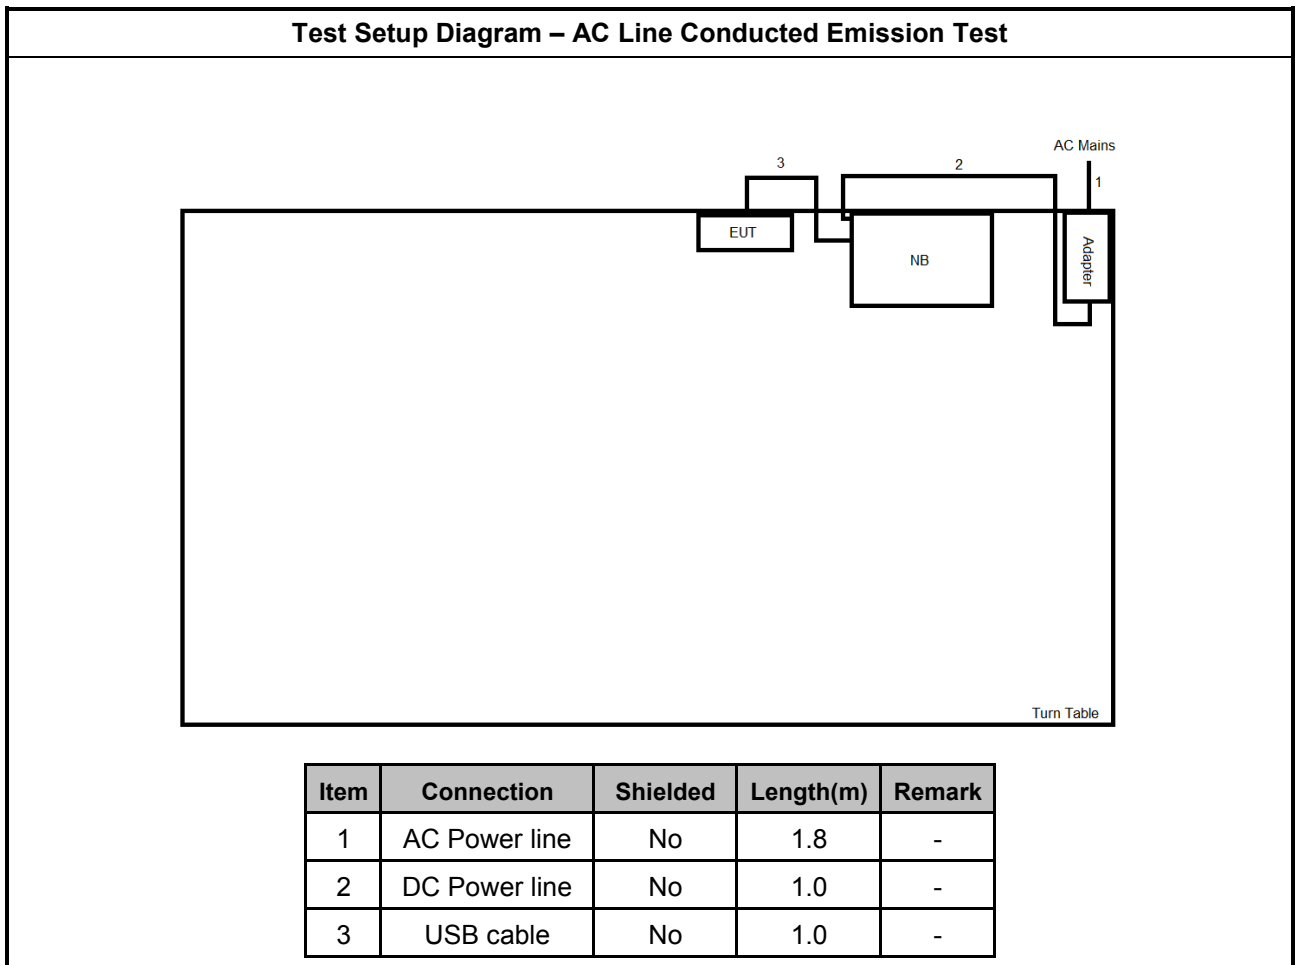 Test Setup Diagram – AC Line Conducted Emission Test
AC Mains
3
2
1
EUT
NB
Adapter
Turn Table
Item Connection Shielded Length(m) Remark
1 AC Power line No 1.8 -
2 DC Power line No 1.0 -
3 USB cable No 1.0 -